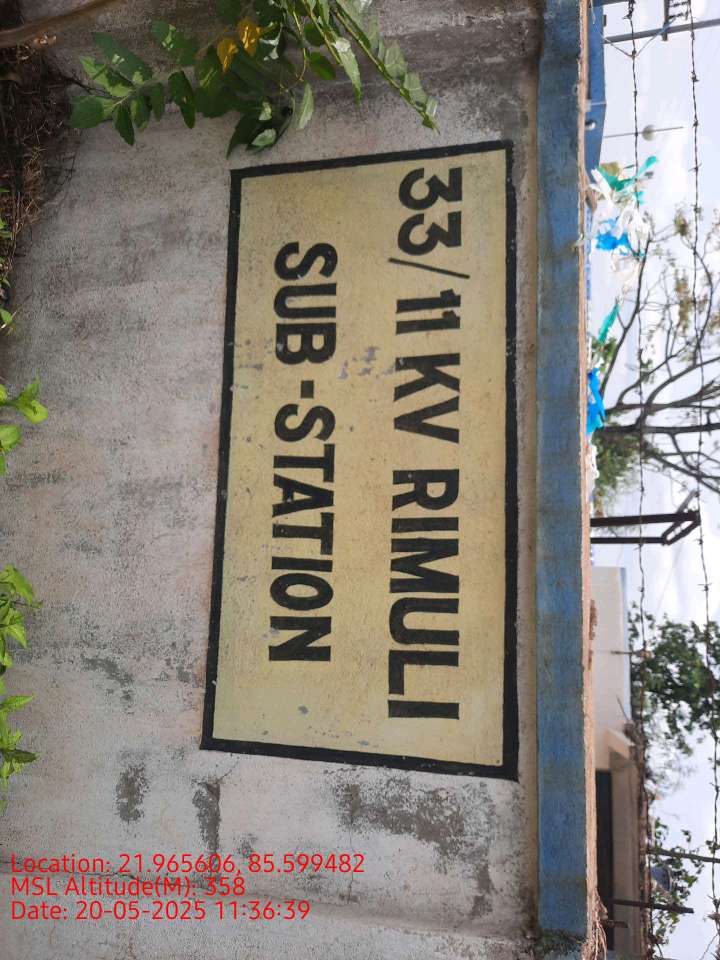 33/11 KV RIMULI
SUB-STATION
Location: 21.965606, 85.599482
MSL Altitude(M): 358
Date: 20-05-2025 11:36:39